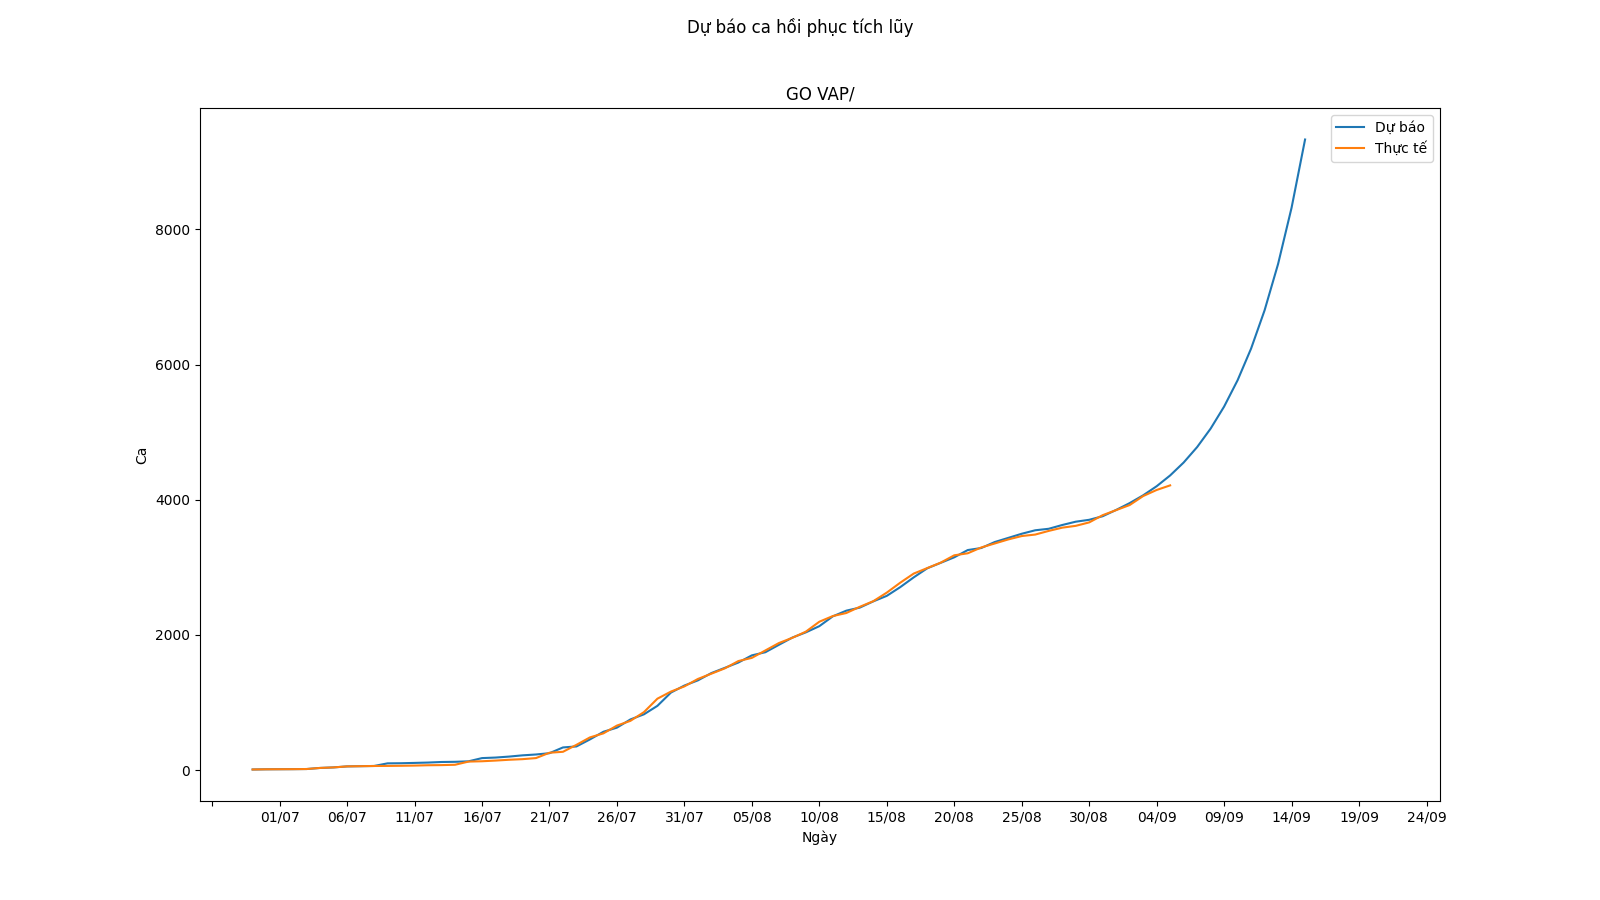 Dự báo ca hồi phục tích lũy
GO VAP/
Dự báo
Thực tế
8000
6000
4000
2000
0
Ca
01/07 06/07 11/07 16/07 21/07 26/07 31/07 05/08 10/08 15/08 20/08 25/08 30/08 04/09 09/09 14/09 19/09 24/09
Ngày